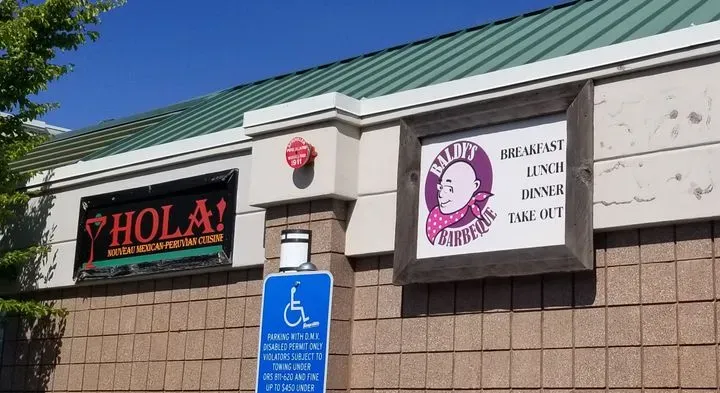 HOLA!
NOUVEAU MEXICAN-PERUVIAN CUISINE
BALDY'S
BARBEQUE
BREAKFAST
LUNCH
DINNER
TAKE OUT
PARKING WITH D.M.V.
DISABLED PERMIT ONLY
VIOLATORS SUBJECT
TO TOWING UNDER
ORS 811-620 AND FINE
UP TO $450 UNDER